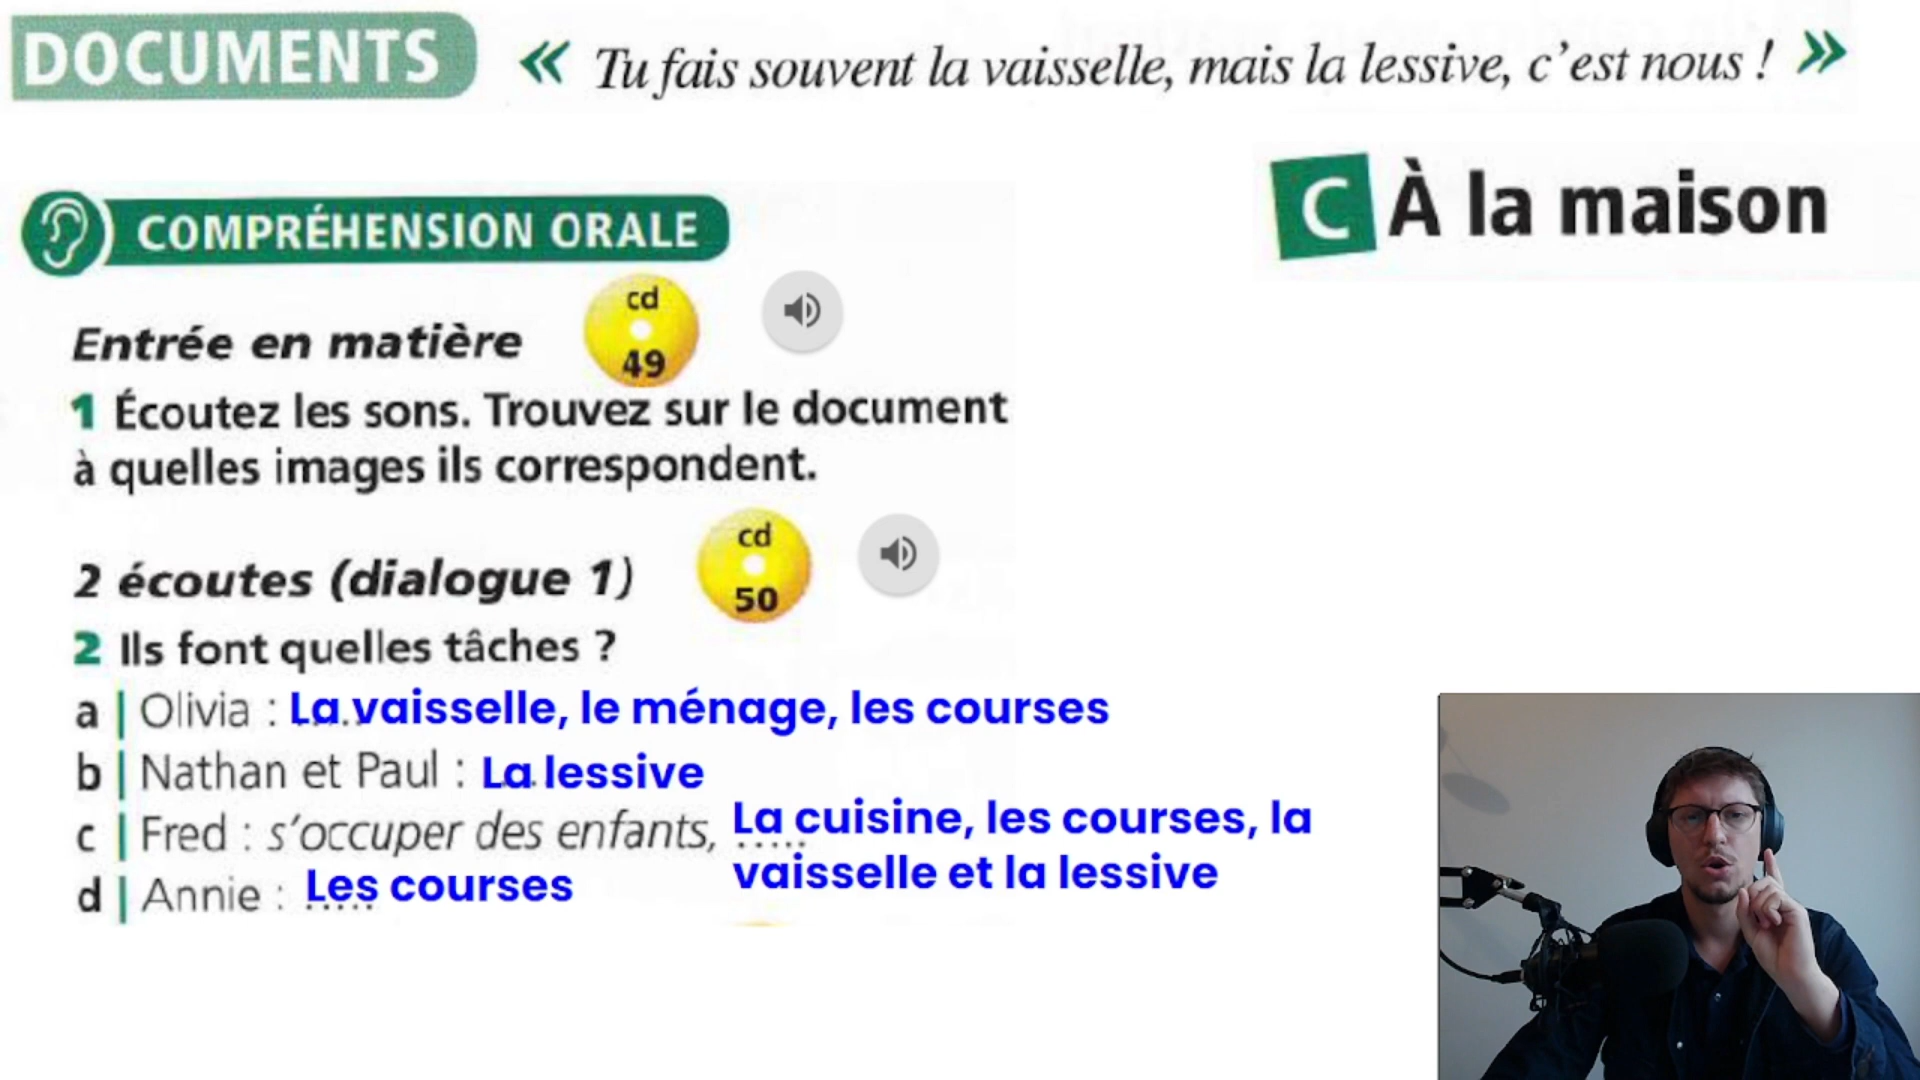 DOCUMENTS « Tu fais souvent la vaisselle, mais la lessive, c'est nous ! »
C À la maison
COMPRÉHENSION ORALE
Entrée en matière
cd
49
1 Écoutez les sons. Trouvez sur le document
à quelles images ils correspondent.
2 écoutes (dialogue 1)
cd
50
2 Ils font quelles tâches ?
a | Olivia : ..... La vaisselle, le ménage, les courses
b | Nathan et Paul : ..... La lessive
c | Fred : s'occuper des enfants, ..... La cuisine, les courses, la
vaisselle et la lessive
d | Annie : ..... Les courses